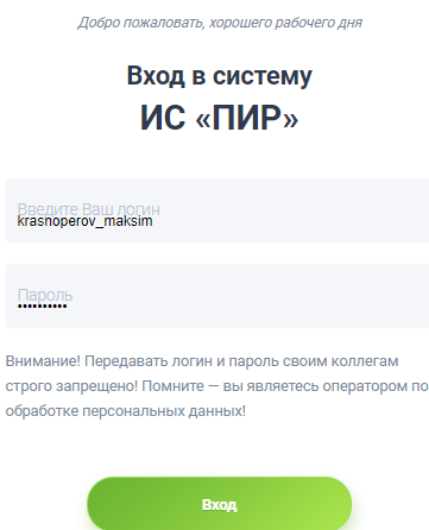 Добро пожаловать, хорошего рабочего дня
Вход в систему
ИС «ПИР»
Введите Ваш логин
krasnoperov_maksim
Пароль
••••••••••
Внимание! Передавать логин и пароль своим коллегам
строго запрещено! Помните — вы являетесь оператором по
обработке персональных данных!
Вход